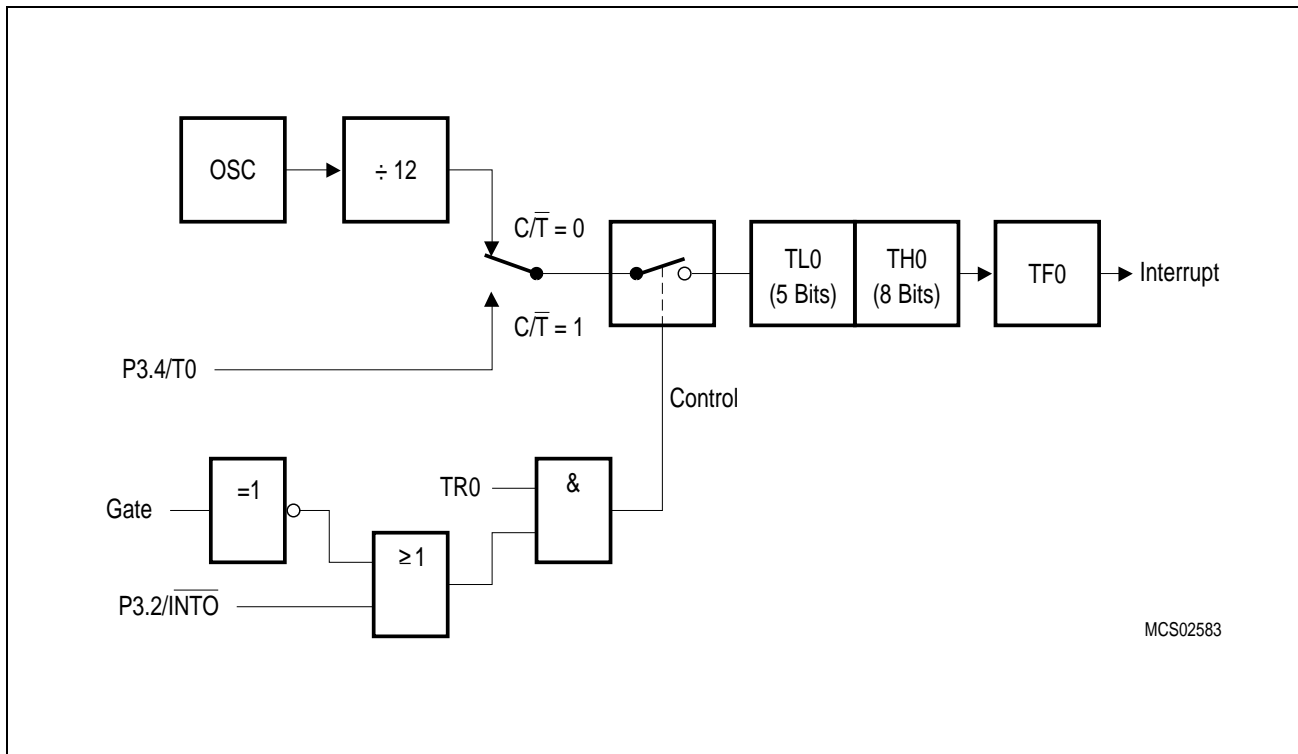 OSC
÷ 12
C/T̅ = 0
C/T̅ = 1
P3.4/T0
TL0
(5 Bits)
TH0
(8 Bits)
TF0
Interrupt
Control
Gate
=1
TR0
&
≥ 1
P3.2/I̅N̅T̅O̅
MCS02583